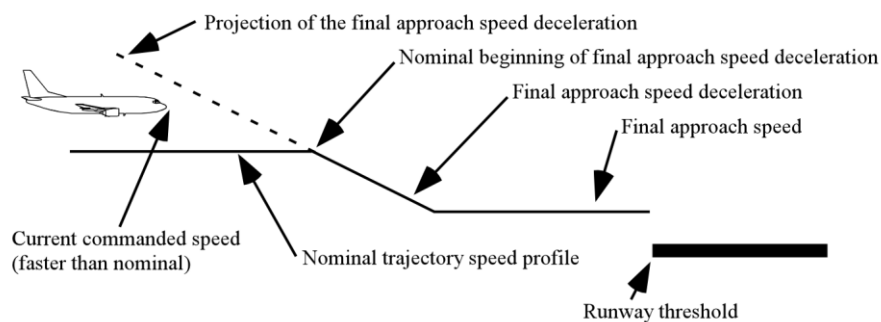 Projection of the final approach speed deceleration
Nominal beginning of final approach speed deceleration
Final approach speed deceleration
Final approach speed
Current commanded speed
(faster than nominal)
Nominal trajectory speed profile
Runway threshold